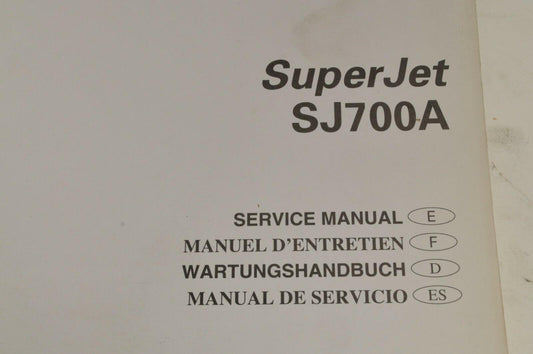 SuperJet
SJ700A
SERVICE MANUAL E
MANUEL D'ENTRETIEN F
WARTUNGSHANDBUCH D
MANUAL DE SERVICIO ES